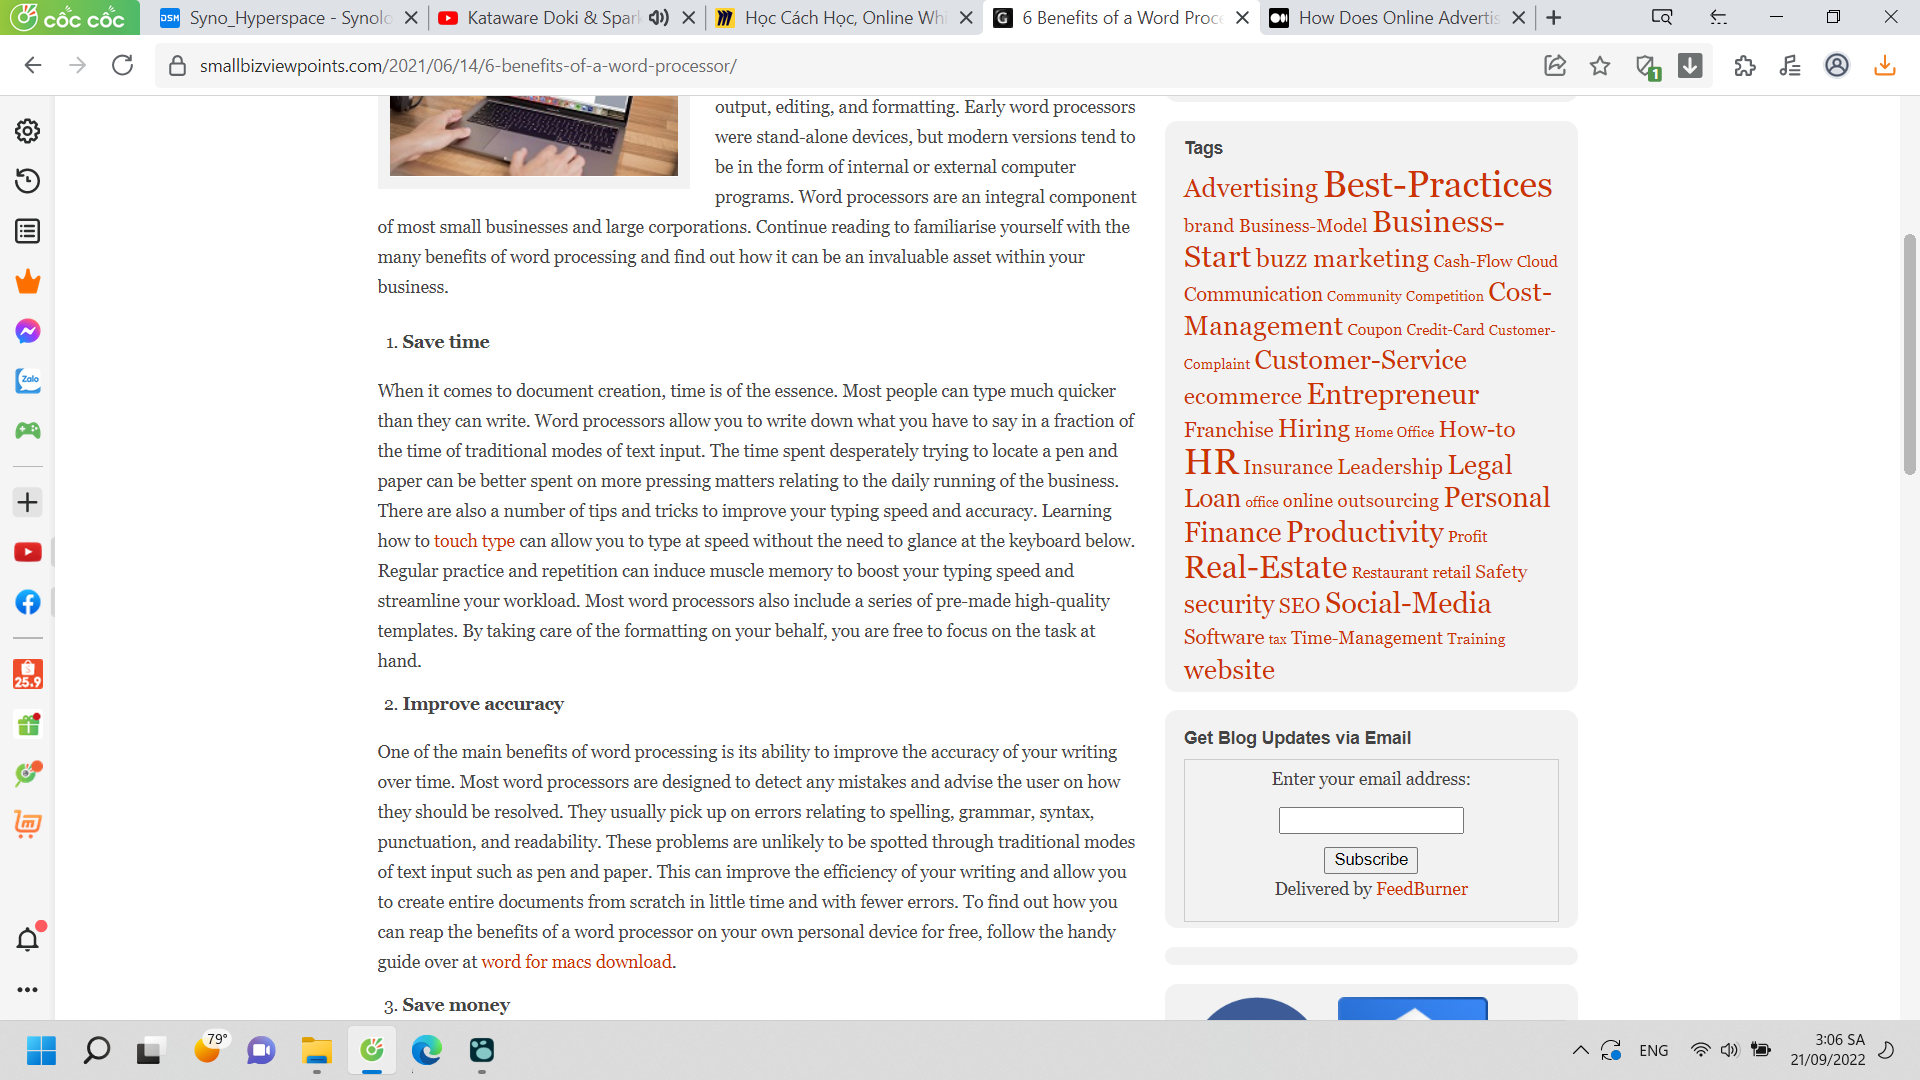 cốc cốc
Syno_Hyperspace - Synolo
Kataware Doki & Spark
Học Cách Học, Online Whi
6 Benefits of a Word Proce
How Does Online Advertis
smallbizviewpoints.com/2021/06/14/6-benefits-of-a-word-processor/
1
output, editing, and formatting. Early word processors
were stand-alone devices, but modern versions tend to
be in the form of internal or external computer
programs. Word processors are an integral component
of most small businesses and large corporations. Continue reading to familiarise yourself with the
many benefits of word processing and find out how it can be an invaluable asset within your
business.
1. Save time
When it comes to document creation, time is of the essence. Most people can type much quicker
than they can write. Word processors allow you to write down what you have to say in a fraction of
the time of traditional modes of text input. The time spent desperately trying to locate a pen and
paper can be better spent on more pressing matters relating to the daily running of the business.
There are also a number of tips and tricks to improve your typing speed and accuracy. Learning
how to touch type can allow you to type at speed without the need to glance at the keyboard below.
Regular practice and repetition can induce muscle memory to boost your typing speed and
streamline your workload. Most word processors also include a series of pre-made high-quality
templates. By taking care of the formatting on your behalf, you are free to focus on the task at
hand.
2. Improve accuracy
One of the main benefits of word processing is its ability to improve the accuracy of your writing
over time. Most word processors are designed to detect any mistakes and advise the user on how
they should be resolved. They usually pick up on errors relating to spelling, grammar, syntax,
punctuation, and readability. These problems are unlikely to be spotted through traditional modes
of text input such as pen and paper. This can improve the efficiency of your writing and allow you
to create entire documents from scratch in little time and with fewer errors. To find out how you
can reap the benefits of a word processor on your own personal device for free, follow the handy
guide over at word for macs download.
3. Save money
Tags
Advertising Best-Practices
brand Business-Model Business-
Start buzz marketing Cash-Flow Cloud
Communication Community Competition Cost-
Management Coupon Credit-Card Customer-
Complaint Customer-Service
ecommerce Entrepreneur
Franchise Hiring Home Office How-to
HR Insurance Leadership Legal
Loan office online outsourcing Personal
Finance Productivity Profit
Real-Estate Restaurant retail Safety
security SEO Social-Media
Software tax Time-Management Training
website
Get Blog Updates via Email
Enter your email address:
Subscribe
Delivered by FeedBurner
DSM
Zalo
25.9
79°
ENG
3:06 SA
21/09/2022